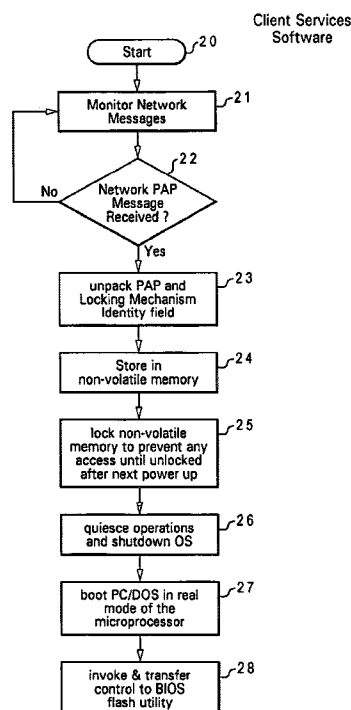 Client Services
Software
Start
20
Monitor Network
Messages
21
22
Network PAP
Message
Received ?
No
Yes
23
unpack PAP and
Locking Mechanism
Identity field
24
Store in
non-volatile memory
25
lock non-volatile
memory to prevent any
access until unlocked
after next power up
26
quiesce operations
and shutdown OS
27
boot PC/DOS in real
mode of the
microprocessor
28
invoke & transfer
control to BIOS
flash utility